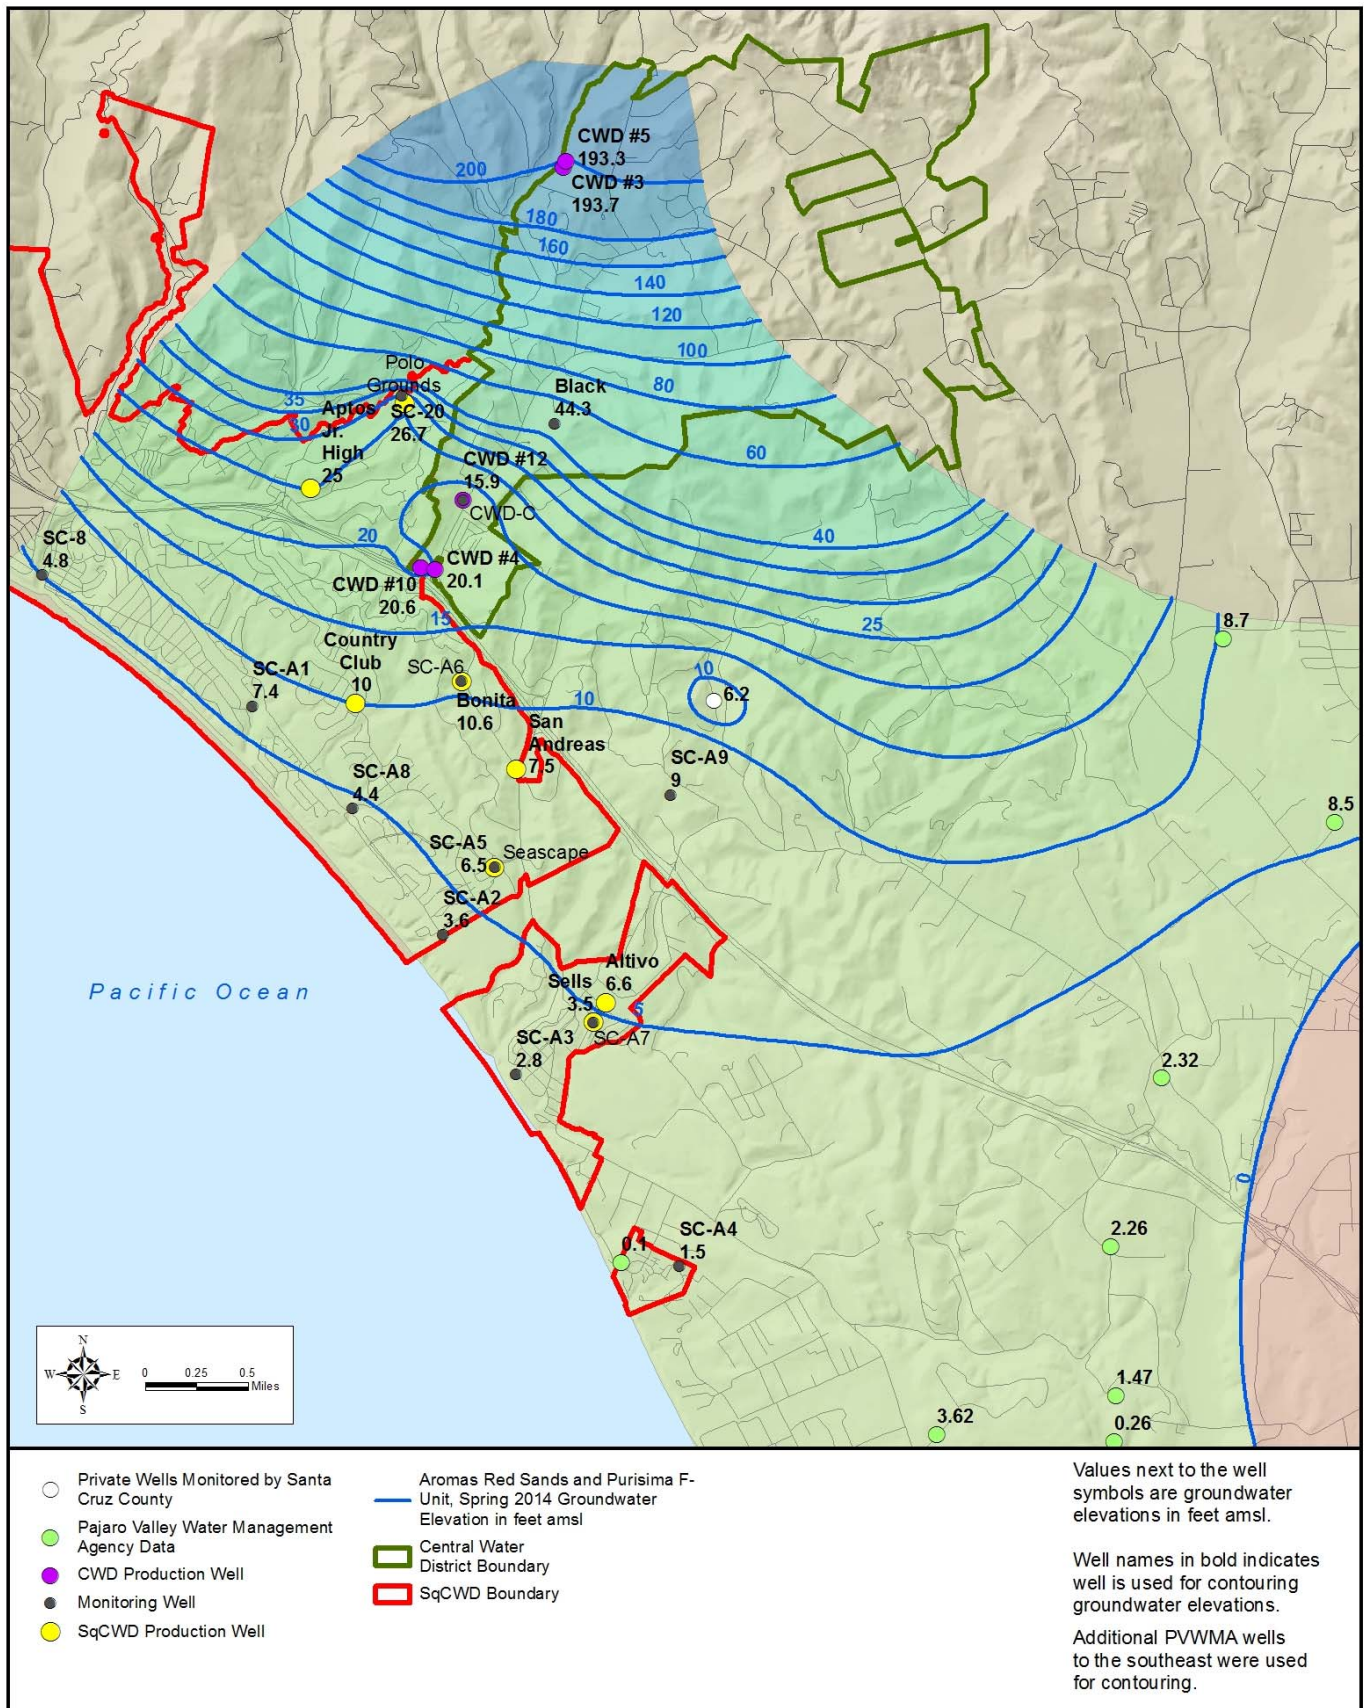 CWD #5
193.3
CWD #3
193.7
200
180
160
140
120
100
80
60
40
Polo
Grounds
SC-20
26.7
35
30
Aptos
Jr.
High
25
Black
44.3
CWD #12
15.9
CWD-C
20
CWD #4
20.1
CWD #10
20.6
SC-8
4.8
15
25
8.7
Country
Club
10
SC-A6
Bonita
10.6
SC-A1
7.4
10
10
6.2
San
Andreas
7.5
SC-A9
9
SC-A8
4.4
8.5
SC-A5
6.5
Seascape
SC-A2
3.6
Altivo
6.6
Sells
3.5
5
SC-A7
SC-A3
2.8
Pacific Ocean
2.32
0
2.26
SC-A4
1.5
0.1
1.47
0.26
3.62
N
W
E
S
0
0.25
0.5
Miles
Private Wells Monitored by Santa
Cruz County
Pajaro Valley Water Management
Agency Data
CWD Production Well
Monitoring Well
SqCWD Production Well
Aromas Red Sands and Purisima F-
Unit, Spring 2014 Groundwater
Elevation in feet amsl
Central Water
District Boundary
SqCWD Boundary
Values next to the well
symbols are groundwater
elevations in feet amsl.
Well names in bold indicates
well is used for contouring
groundwater elevations.
Additional PVWMA wells
to the southeast were used
for contouring.